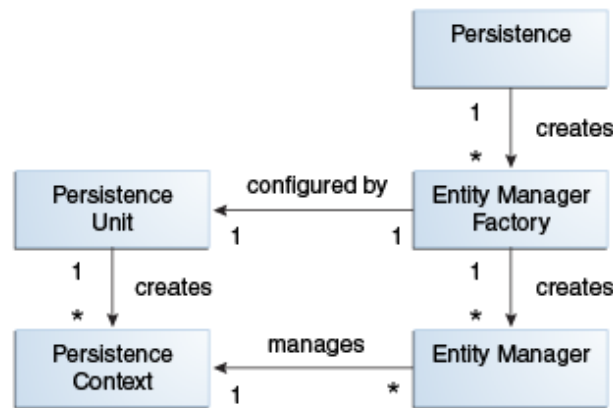 Persistence
1
creates
*
Persistence
Unit
configured by
1
1
Entity Manager
Factory
1
creates
*
1
creates
*
Persistence
Context
manages
1
*
Entity Manager